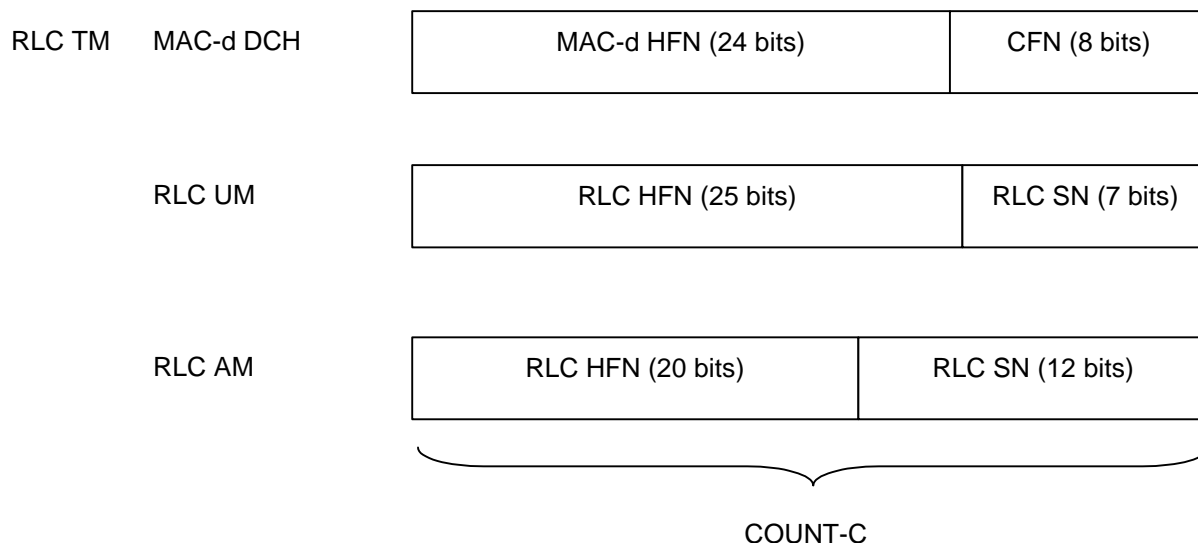 RLC TM MAC-d DCH MAC-d HFN (24 bits) CFN (8 bits)
RLC UM RLC HFN (25 bits) RLC SN (7 bits)
RLC AM RLC HFN (20 bits) RLC SN (12 bits)
COUNT-C